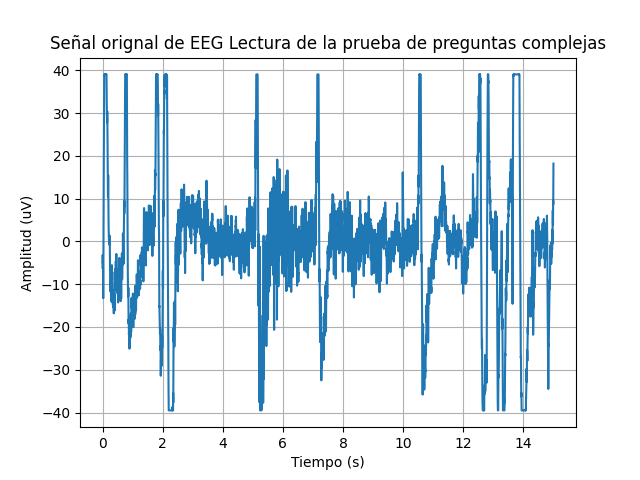 Señal orignal de EEG Lectura de la prueba de preguntas complejas
40
30
20
10
0
−10
−20
−30
−40
Amplitud (uV)
0 2 4 6 8 10 12 14
Tiempo (s)